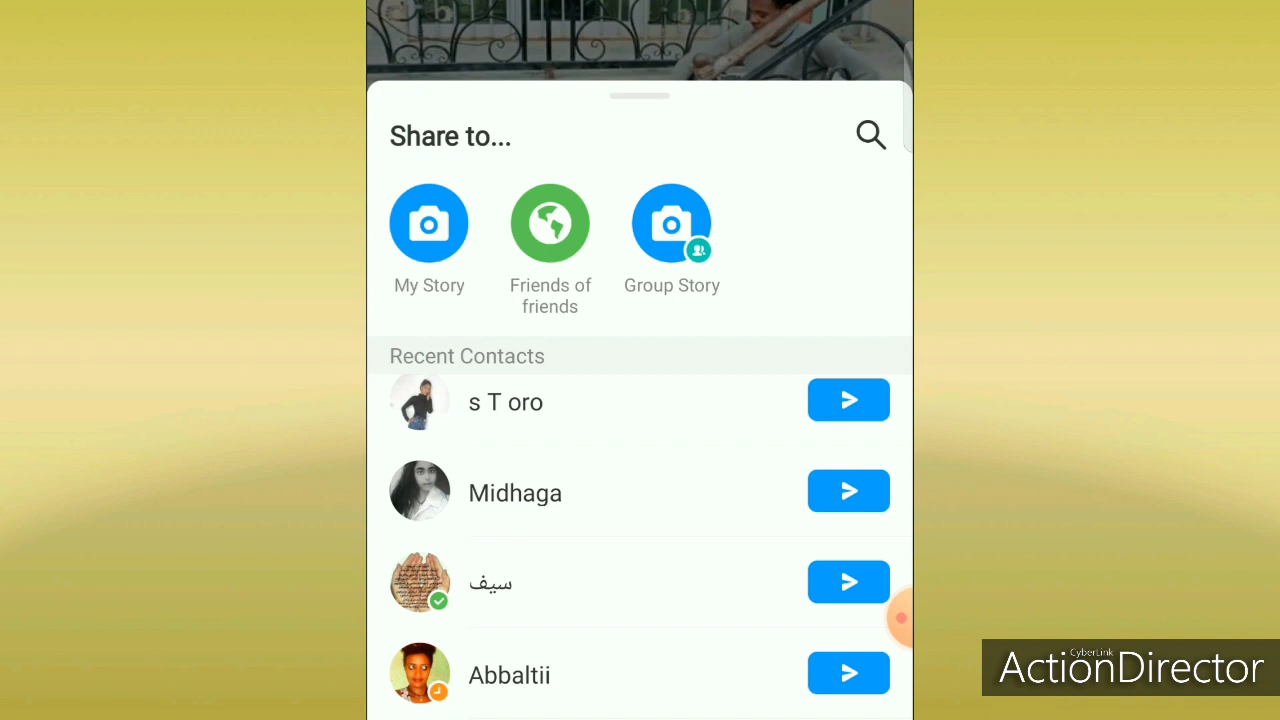 Share to...
My Story
Friends of
friends
Group Story
Recent Contacts
s T oro
Midhaga
سيف
Abbaltii
CyberLink
ActionDirector